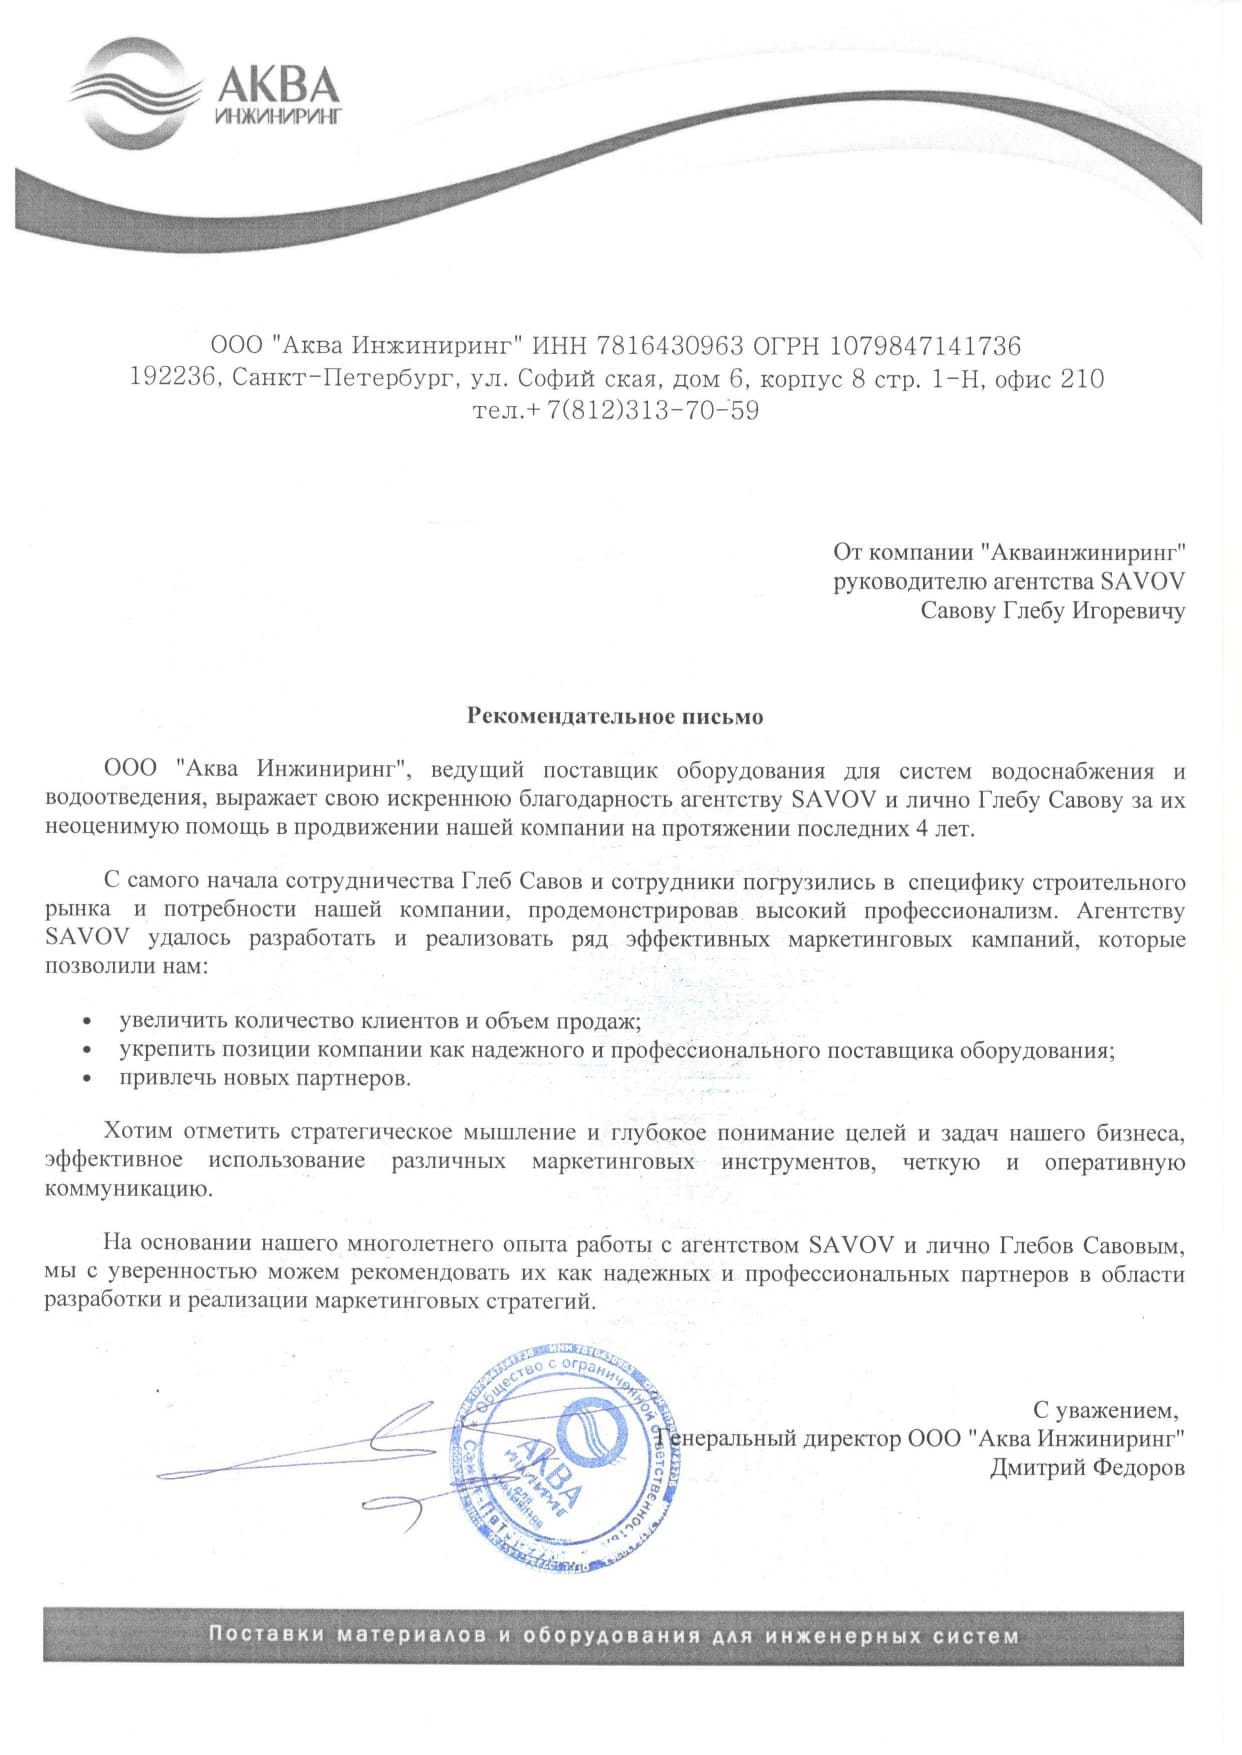 АКВА
ИНЖИНИРИНГ
ООО "Аква Инжиниринг" ИНН 7816430963 ОГРН 1079847141736
192236, Санкт-Петербург, ул. Софий ская, дом 6, корпус 8 стр. 1-Н, офис 210
тел.+ 7(812)313-70-59
От компании "Акваинжиниринг"
руководителю агентства SAVOV
Савову Глебу Игоревичу
Рекомендательное письмо
ООО "Аква Инжиниринг", ведущий поставщик оборудования для систем водоснабжения и
водоотведения, выражает свою искреннюю благодарность агентству SAVOV и лично Глебу Савову за их
неоценимую помощь в продвижении нашей компании на протяжении последних 4 лет.
С самого начала сотрудничества Глеб Савов и сотрудники погрузились в специфику строительного
рынка и потребности нашей компании, продемонстрировав высокий профессионализм. Агентству
SAVOV удалось разработать и реализовать ряд эффективных маркетинговых кампаний, которые
позволили нам:
• увеличить количество клиентов и объем продаж;
• укрепить позиции компании как надежного и профессионального поставщика оборудования;
• привлечь новых партнеров.
Хотим отметить стратегическое мышление и глубокое понимание целей и задач нашего бизнеса,
эффективное использование различных маркетинговых инструментов, четкую и оперативную
коммуникацию.
На основании нашего многолетнего опыта работы с агентством SAVOV и лично Глебов Савовым,
мы с уверенностью можем рекомендовать их как надежных и профессиональных партнеров в области
разработки и реализации маркетинговых стратегий.
С уважением,
Генеральный директор ООО "Аква Инжиниринг"
Дмитрий Федоров
Общество с ограниченной ответственностью
АКВА
ИНЖИНИРИНГ
Поставки материалов и оборудования для инженерных систем